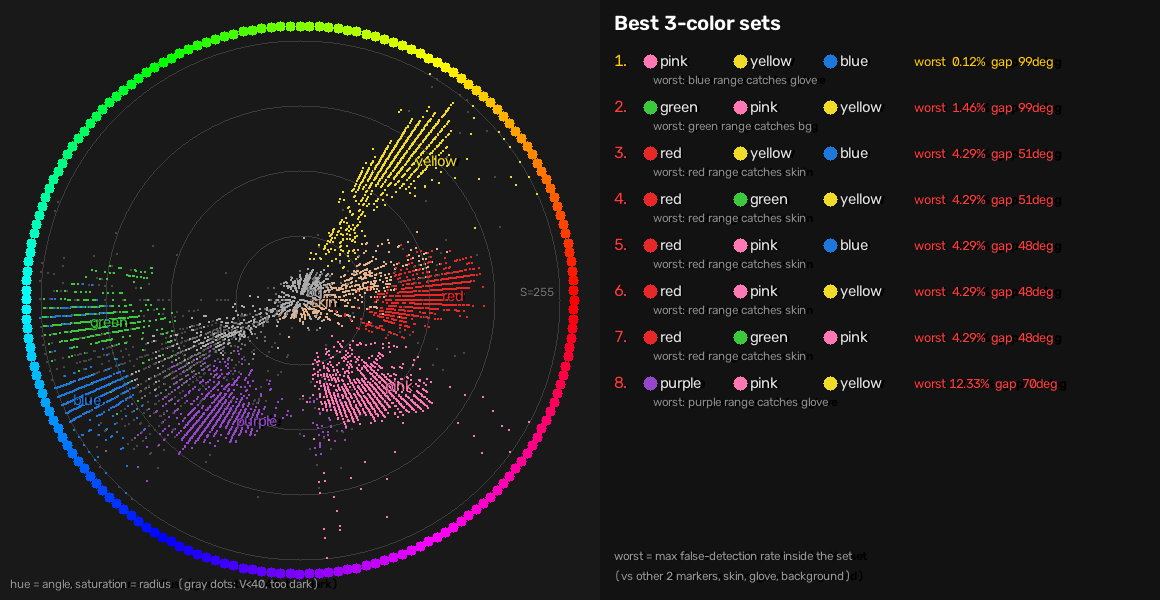 yellow
skin
red
S=255
green
pink
blue
purple
hue = angle, saturation = radius (gray dots: V<40, too dark)
Best 3-color sets
1. pink yellow blue worst 0.12% gap 99deg
worst: blue range catches glove
2. green pink yellow worst 1.46% gap 99deg
worst: green range catches bg
3. red yellow blue worst 4.29% gap 51deg
worst: red range catches skin
4. red green yellow worst 4.29% gap 51deg
worst: red range catches skin
5. red pink blue worst 4.29% gap 48deg
worst: red range catches skin
6. red pink yellow worst 4.29% gap 48deg
worst: red range catches skin
7. red green pink worst 4.29% gap 48deg
worst: red range catches skin
8. purple pink yellow worst 12.33% gap 70deg
worst: purple range catches glove
worst = max false-detection rate inside the set
(vs other 2 markers, skin, glove, background)